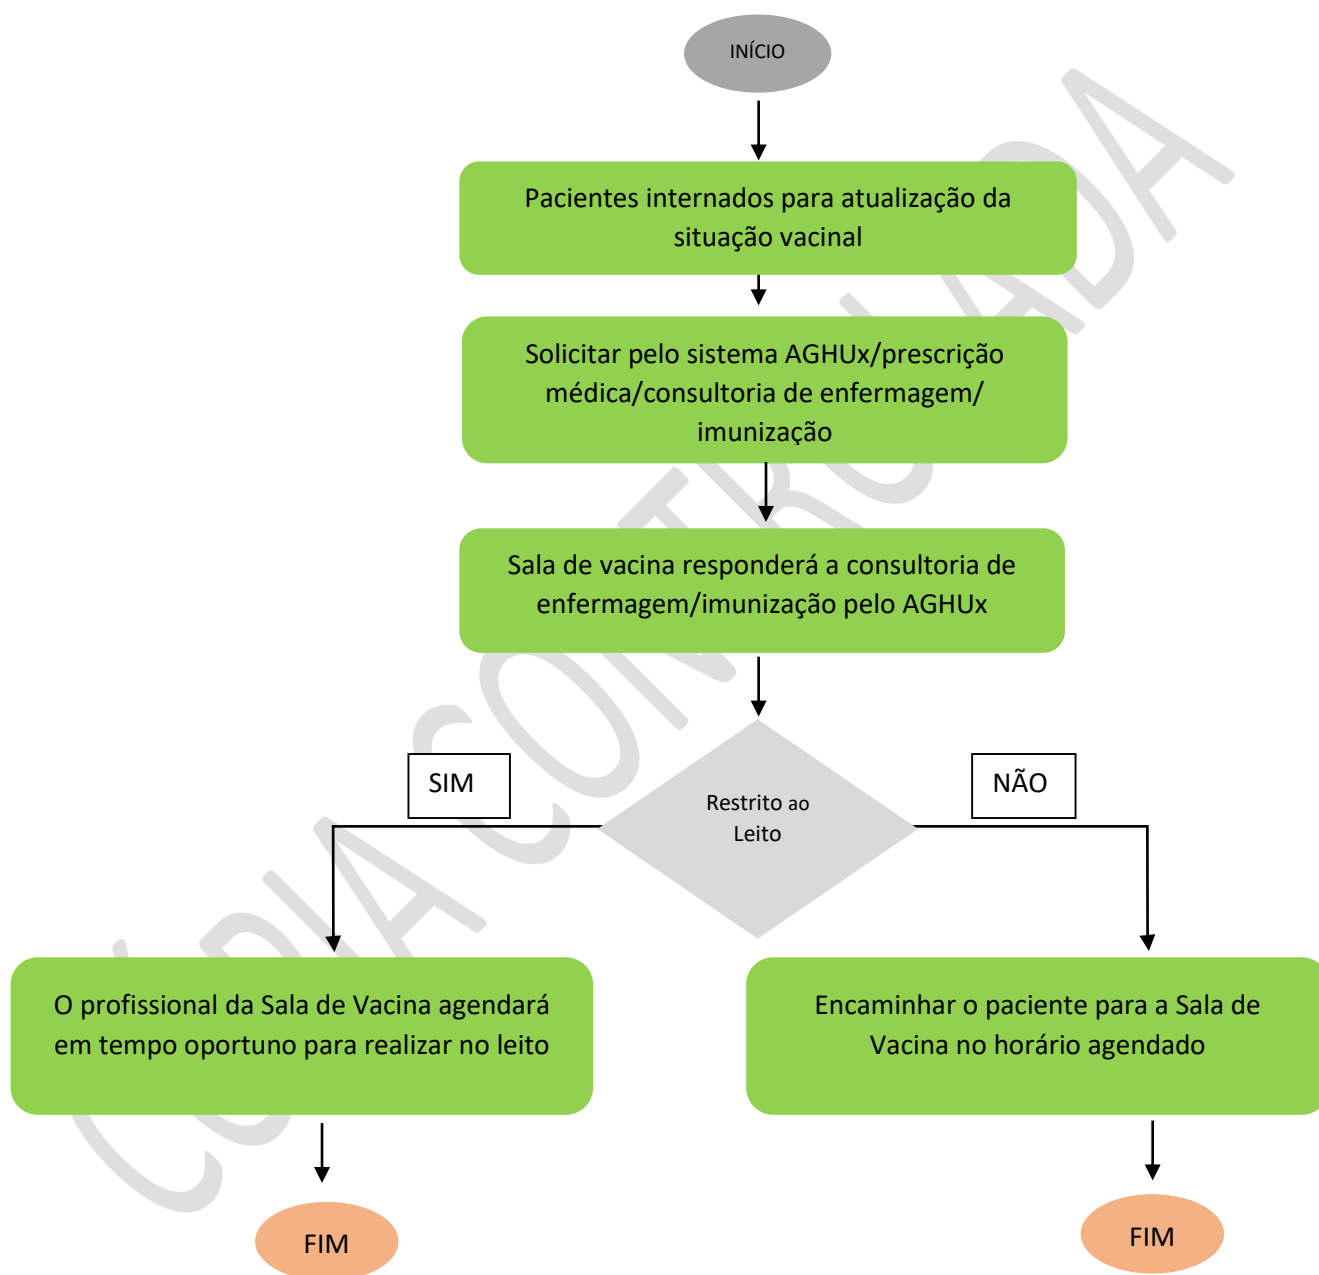 INÍCIO
Pacientes internados para atualização da
situação vacinal
Solicitar pelo sistema AGHUx/prescrição
médica/consultoria de enfermagem/
imunização
Sala de vacina responderá a consultoria de
enfermagem/imunização pelo AGHUx
SIM
Restrito ao
Leito
NÃO
O profissional da Sala de Vacina agendará
em tempo oportuno para realizar no leito
Encaminhar o paciente para a Sala de
Vacina no horário agendado
FIM
FIM
CÓPIA CONTROLADA